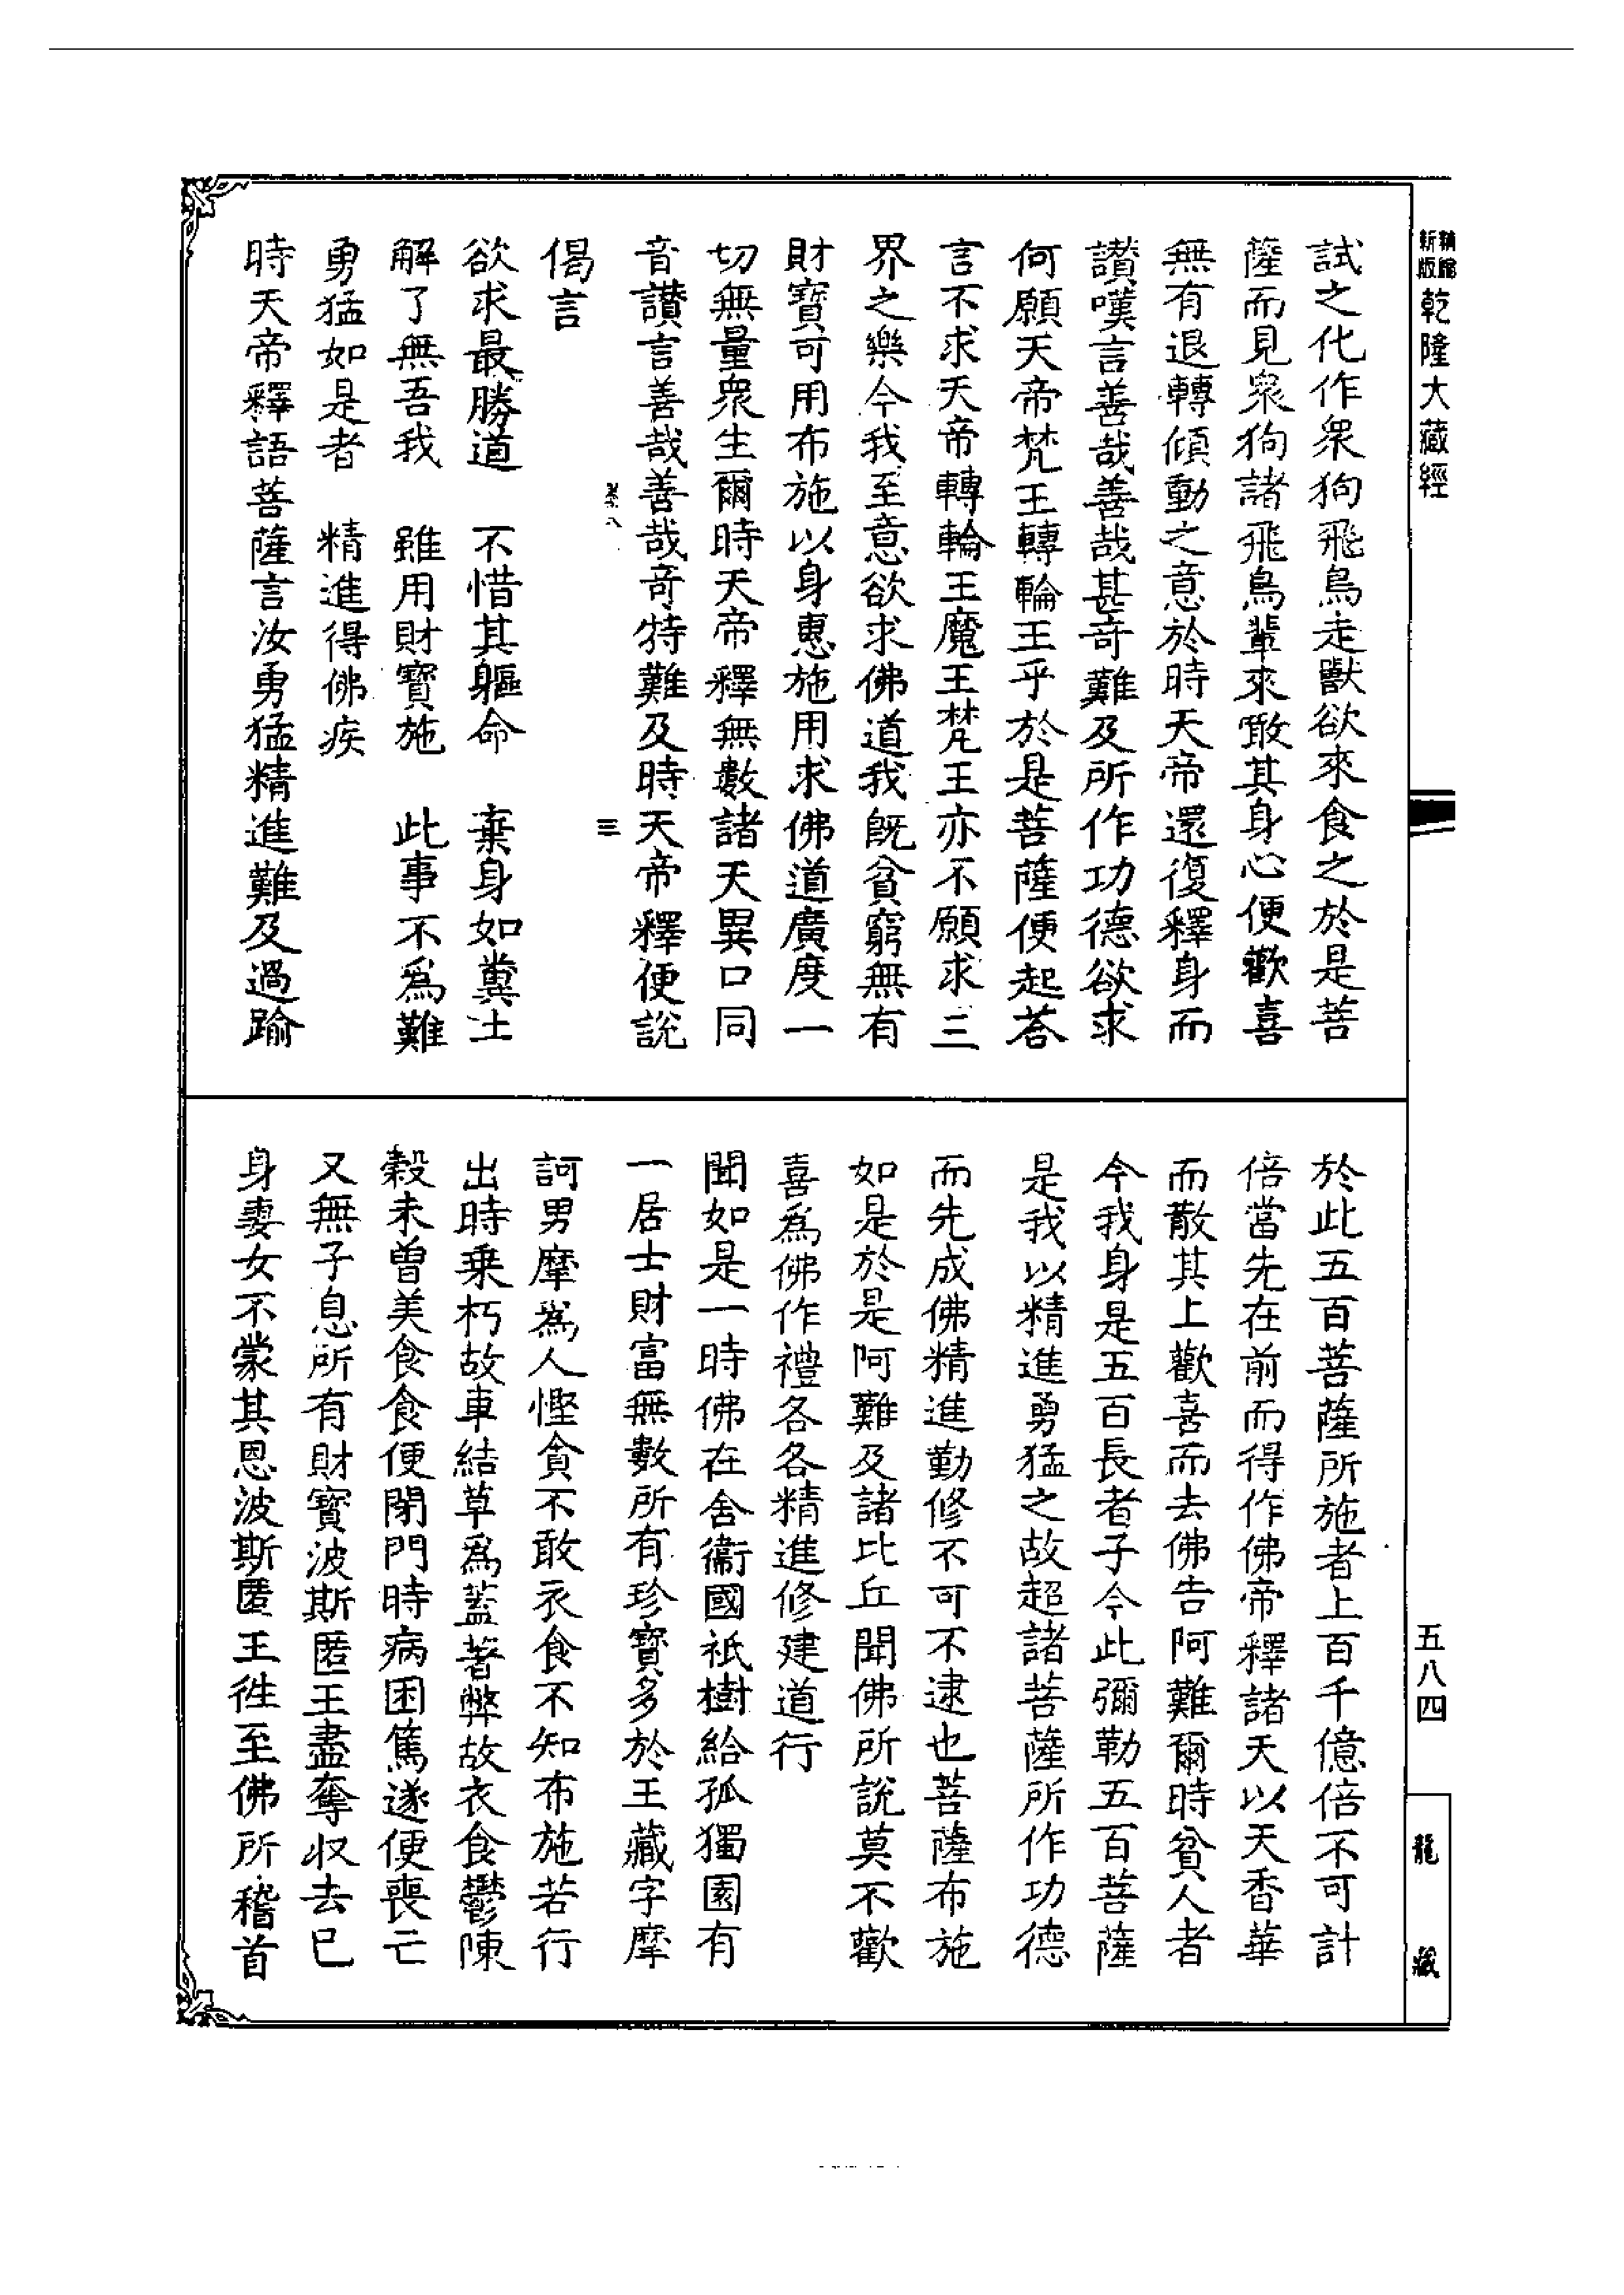 新版
乾隆大藏經
試之化作衆狗飛鳥走獸欲來食之於是菩
薩而見衆狗諸飛鳥輩來噉其身心便歡喜
無有退轉傾動之意於時天帝還復釋身而
讚嘆言善哉善哉甚奇難及所作功德欲求
何願天帝梵王轉輪王乎於是菩薩便起荅
言不求天帝轉輪王魔王梵王亦不願求三
界之樂今我至意欲求佛道我既貧窮無有
財寶可用布施以身惠施用求佛道廣度一
切無量衆生爾時天帝釋無數諸天異口同
音讃言善哉善哉奇特難及時天帝釋便說
三
偈言
欲求最勝道　不惜其軀命　棄身如糞土
解了無吾我　雖用財寶施　此事不爲難
勇猛如是者　精進得佛疾
時天帝釋語菩薩言汝勇猛精進難及過踰
於此五百菩薩所施者上百千億倍不可計
倍當先在前而得作佛帝釋諸天以天香華
而散其上歡喜而去佛告阿難爾時貧人者
今我身是五百長者子今此彌勒五百菩薩
是我以精進勇猛之故超諸菩薩所作功德
而先成佛精進勤修不可不逮也菩薩布施
如是於是阿難及諸比丘聞佛所說莫不歡
喜爲佛作禮各各精進修建道行
聞如是一時佛在舍衞國祇樹給孤獨園有
一居士財富無數所有珍寶多於王藏字摩
訶男摩爲人慳貪不敢衣食不知布施若行
出時乗朽故車結草爲蓋著弊故衣食鬱陳
穀未曽美食食便閉門時病困篤遂便喪亡
又無子息所有財寶波斯匿王盡奪収去已
身妻女不蒙其恩波斯匿王徃至佛所稽首
五八四
龍藏